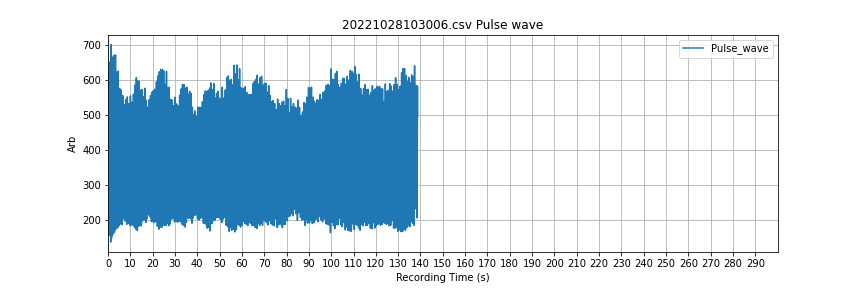 20221028103006.csv Pulse wave
Pulse_wave
700
600
500
400
300
200
Arb
0 10 20 30 40 50 60 70 80 90 100 110 120 130 140 150 160 170 180 190 200 210 220 230 240 250 260 270 280 290
Recording Time (s)